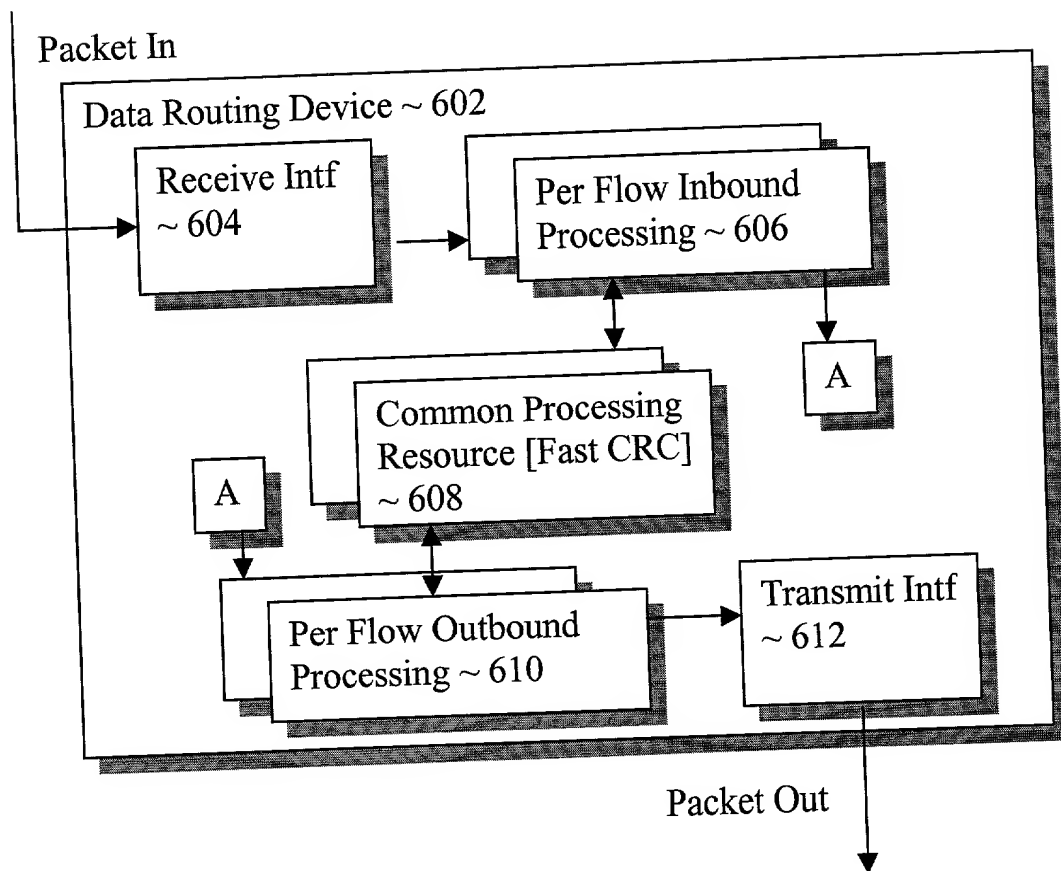 Packet In
Data Routing Device ~ 602
Receive Intf
~ 604
Per Flow Inbound
Processing ~ 606
A
Common Processing
Resource [Fast CRC]
~ 608
A
Per Flow Outbound
Processing ~ 610
Transmit Intf
~ 612
Packet Out